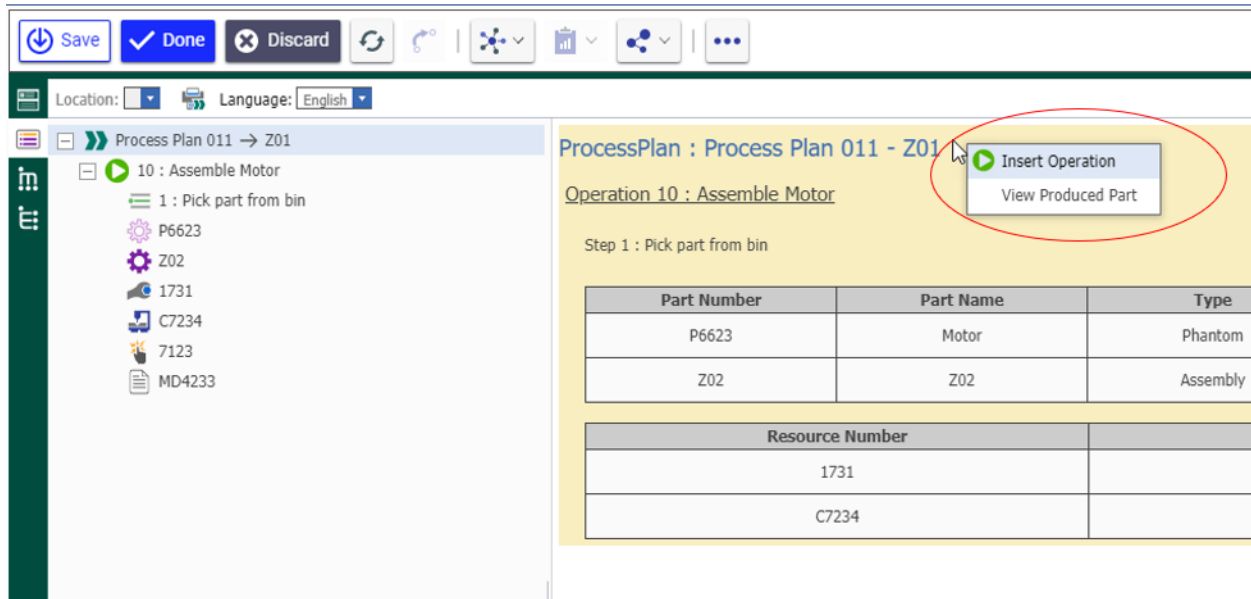 Save Done Discard
Location: Language: English
Process Plan 011 → Z01
10 : Assemble Motor
1 : Pick part from bin
P6623
Z02
1731
C7234
7123
MD4233
ProcessPlan : Process Plan 011 - Z01
Insert Operation
View Produced Part
Operation 10 : Assemble Motor
Step 1 : Pick part from bin
Part Number Part Name Type
P6623 Motor Phantom
Z02 Z02 Assembly
Resource Number
1731
C7234